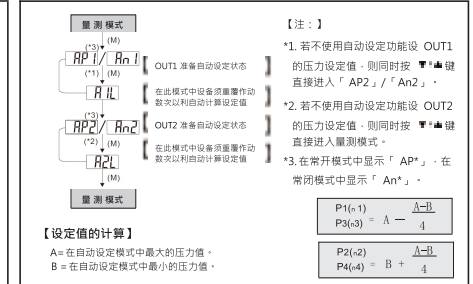 量 測 模式
(M)
(*3)
AP1 / An1
OUT1 准备自动设定状态
(*1) (M)
A1L
在此模式中设备须重覆作動
数次以利自动计算设定值
(M)
(*3)
AP2 / An2
OUT2 准备自动设定状态
(*2) (M)
A2L
在此模式中设备须重覆作動
数次以利自动计算设定值
(M)
量 測 模式
【设定值的计算】
A= 在自动设定模式中最大的压力值。
B = 在自动设定模式中最小的压力值。
【注：】
*1. 若不使用自动设定功能设 OUT1
的压力设定值﹐则同时按 键
直接进入「 AP2」/「An2」。
*2. 若不使用自动设定功能设 OUT2
的压力设定值﹐则同时按 键
直接进入量测模式。
*3. 在常开模式中显示「 AP*」﹐在
常闭模式中显示「 An*」。
P1(n 1)
P3(n3) = A — A—B / 4
P2(n2)
P4(n4) = B + A—B / 4